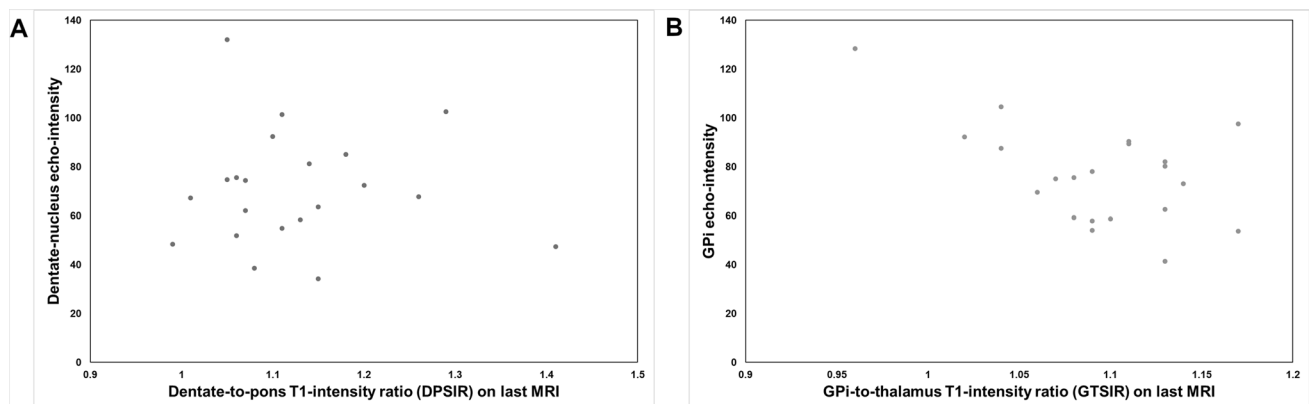 A
140
120
100
80
60
40
20
0
Dentate-nucleus echo-intensity
0.9 1 1.1 1.2 1.3 1.4 1.5
Dentate-to-pons T1-intensity ratio (DPSIR) on last MRI
B
140
120
100
80
60
40
20
0
GPi echo-intensity
0.9 0.95 1 1.05 1.1 1.15 1.2
GPi-to-thalamus T1-intensity ratio (GTSIR) on last MRI